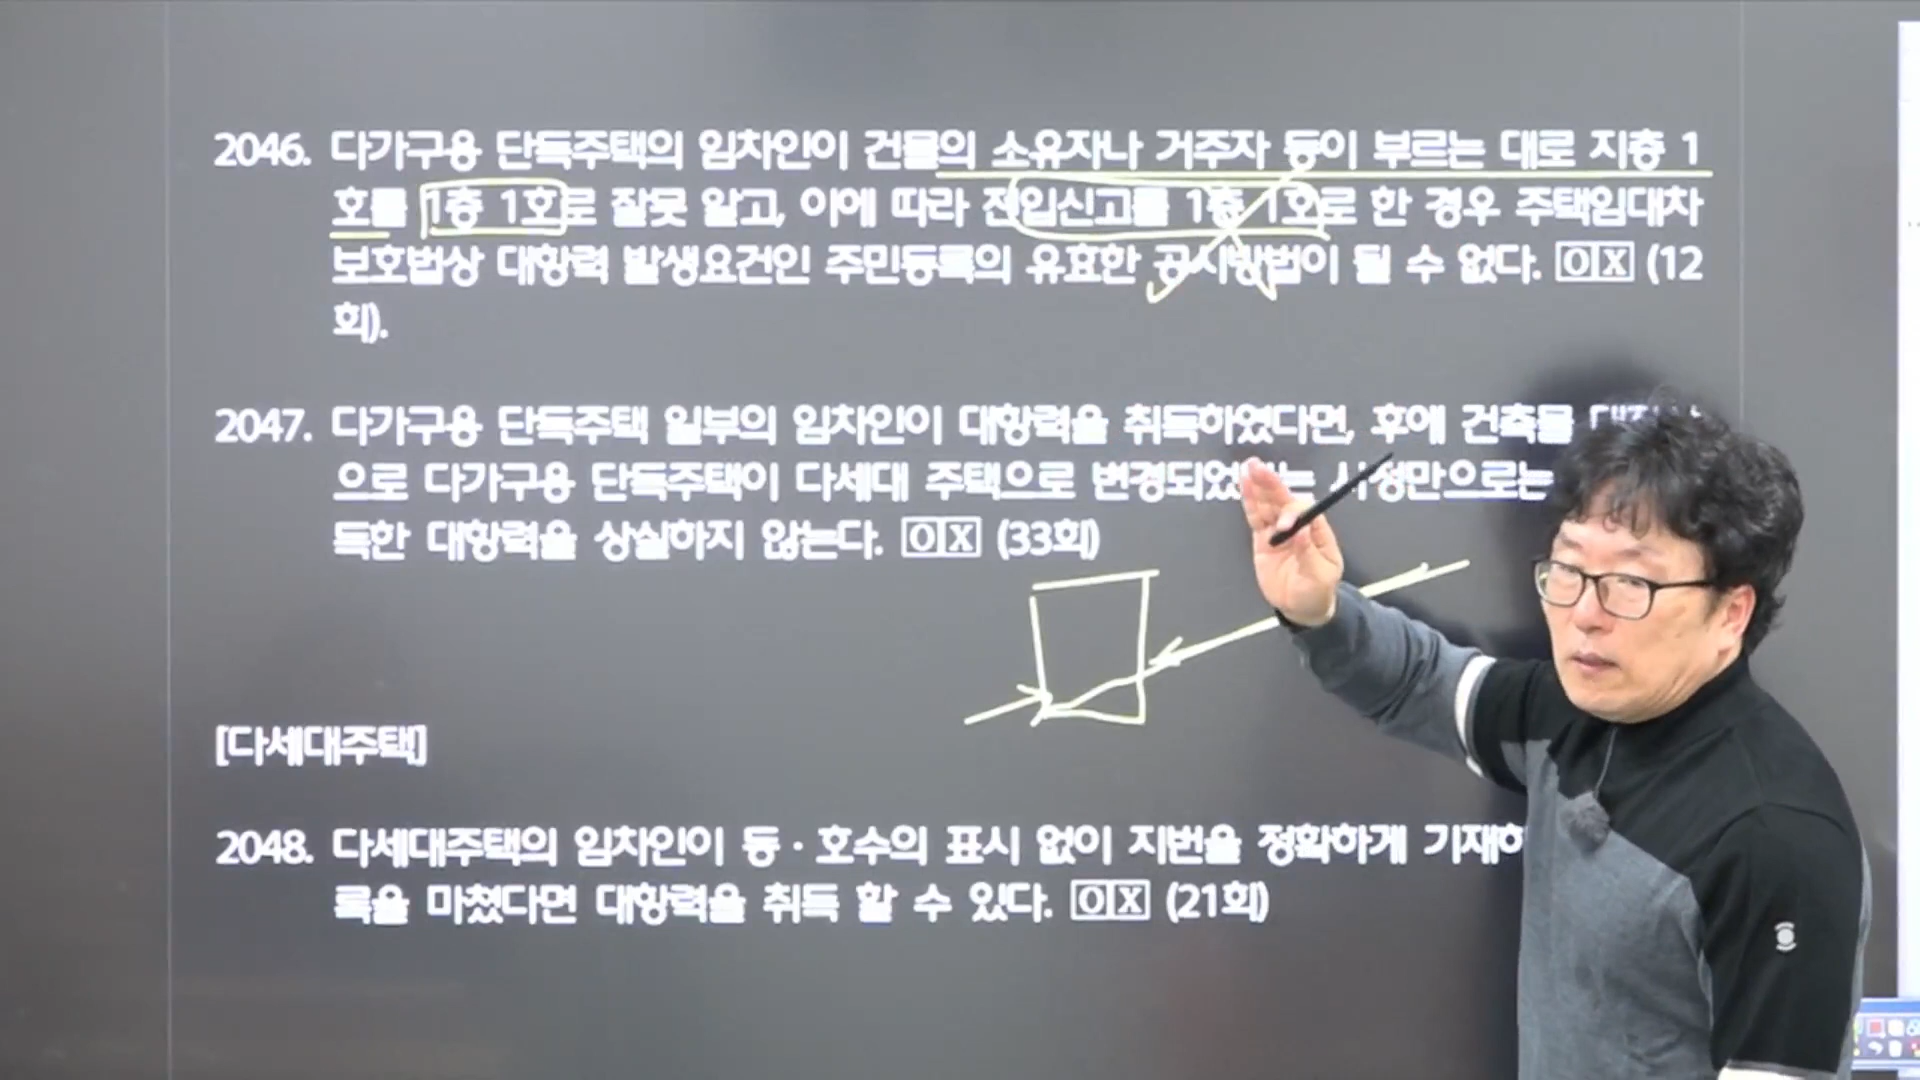 2046. 다가구용 단독주택의 임차인이 건물의 소유자나 거주자 등이 부르는 대로 지층 1
호를 1층 1호로 잘못 알고, 이에 따라 전입신고를 1층 1호로 한 경우 주택임대차
보호법상 대항력 발생요건인 주민등록의 유효한 공시방법이 될 수 없다. O X (12
회).
2047. 다가구용 단독주택 일부의 임차인이 대항력을 취득하였다면, 후에 건축물
으로 다가구용 단독주택이 다세대 주택으로 변경되었다는 사정만으로는
득한 대항력을 상실하지 않는다. O X (33회)
[다세대주택]
2048. 다세대주택의 임차인이 동·호수의 표시 없이 지번을 정확하게 기재하
록을 마쳤다면 대항력을 취득 할 수 있다. O X (21회)